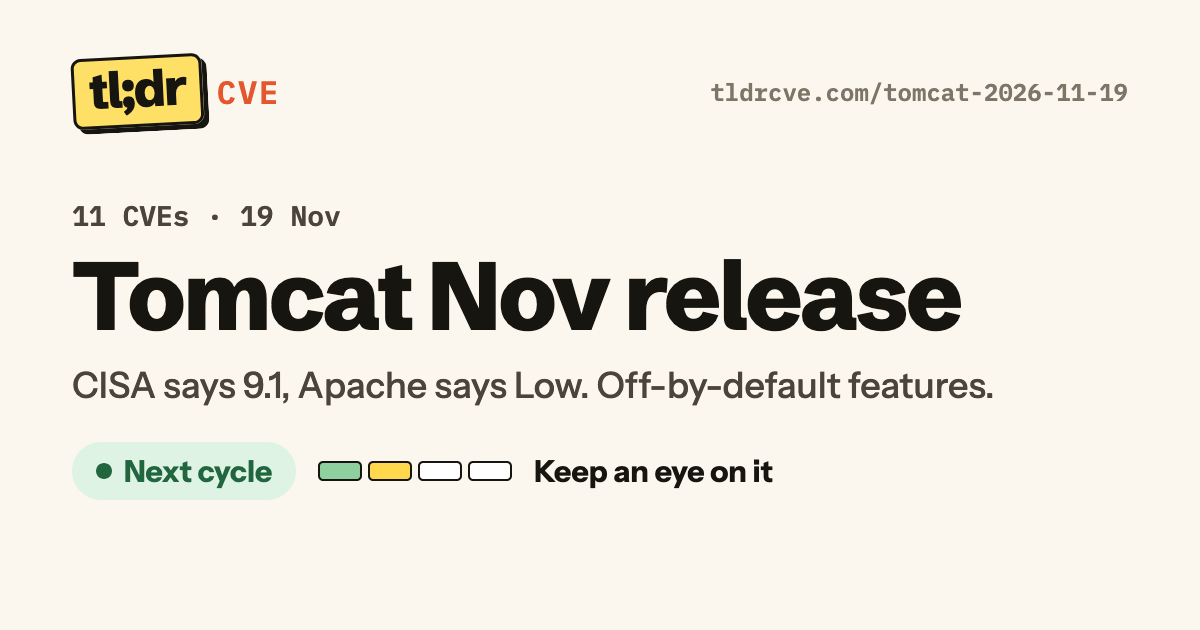 tl;dr CVE
tldrcve.com/tomcat-2026-11-19
11 CVEs · 19 Nov
Tomcat Nov release
CISA says 9.1, Apache says Low. Off-by-default features.
Next cycle
Keep an eye on it